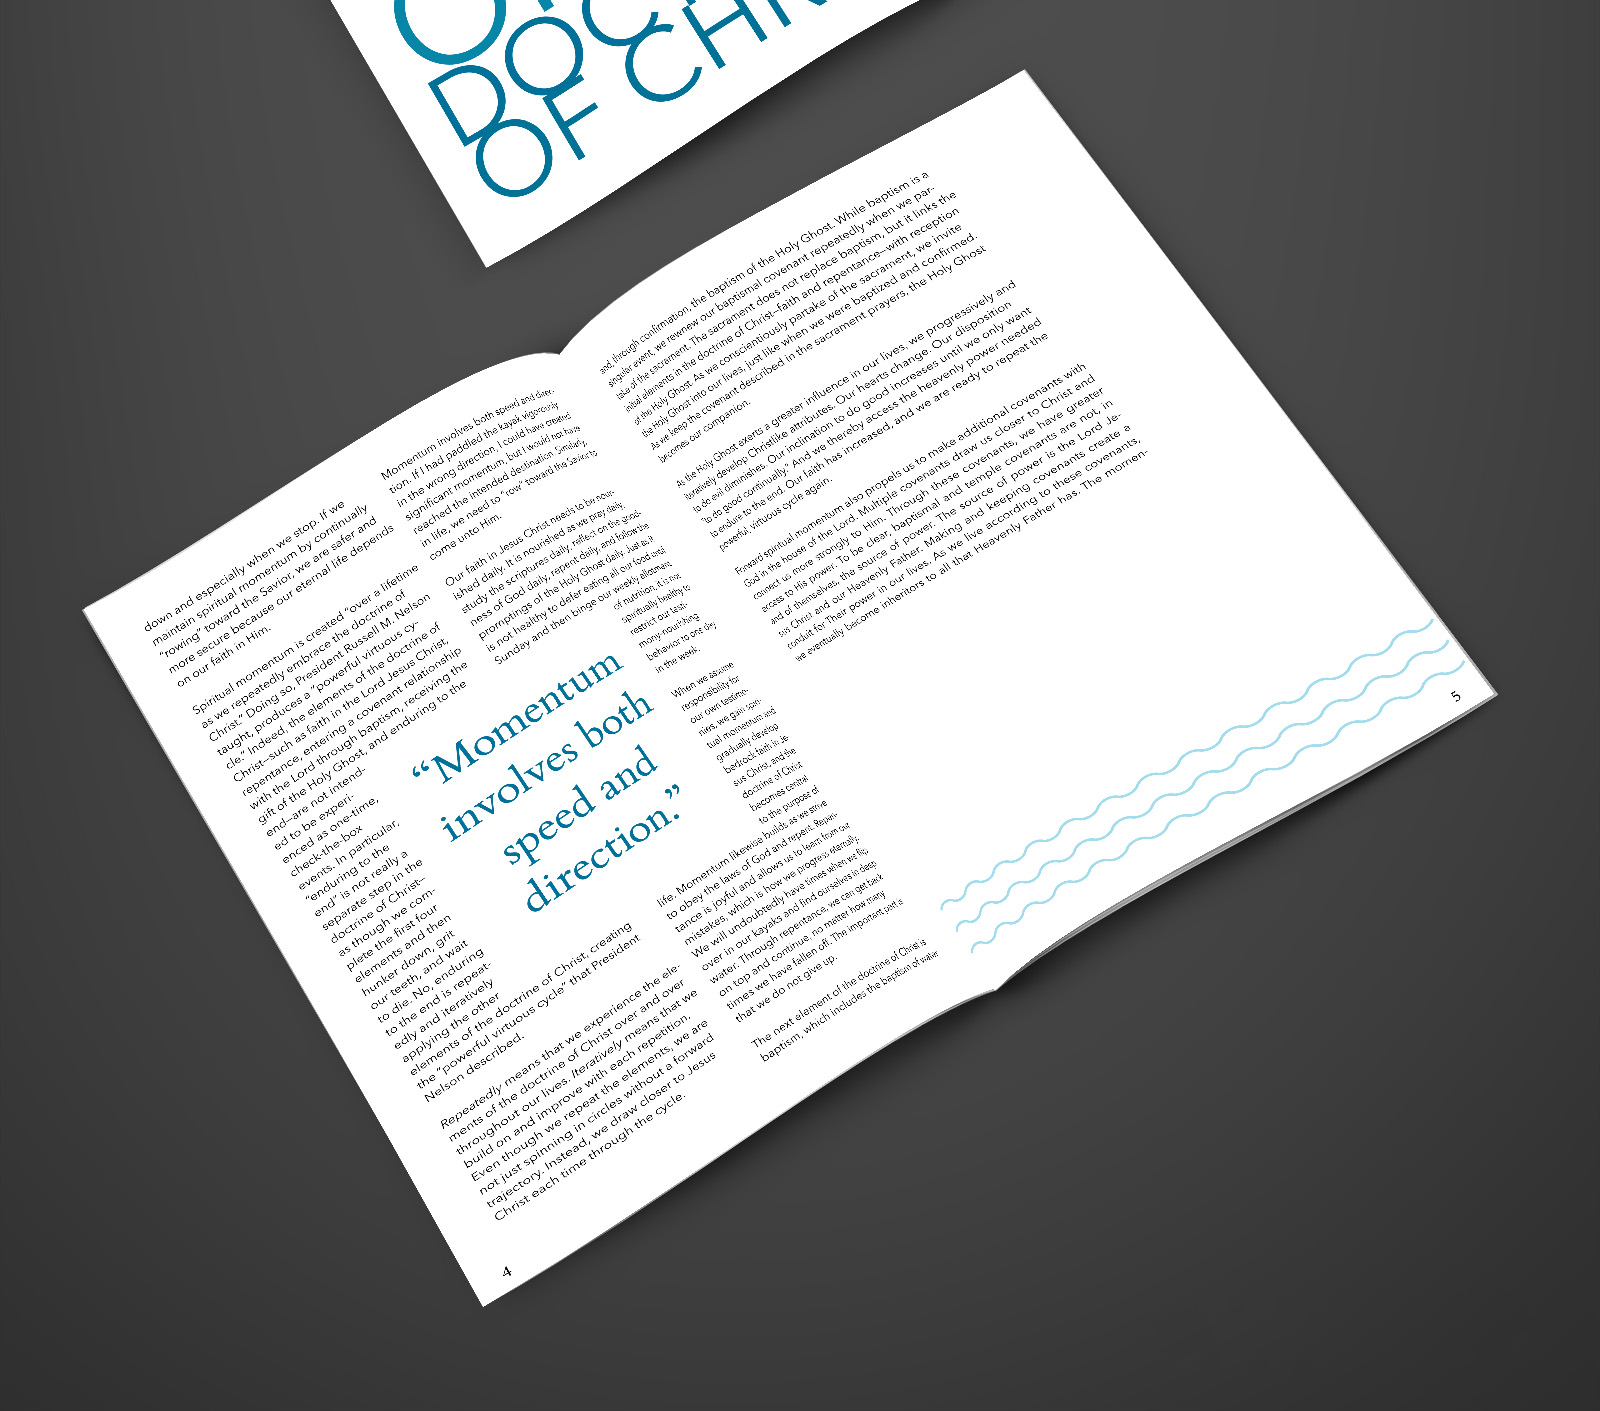 DOC
OF CHR
down and especially when we stop. If we
maintain spiritual momentum by continually
"rowing" toward the Savior, we are safer and
more secure because our eternal life depends
on our faith in Him.
Spiritual momentum is created "over a lifetime
as we repeatedly embrace the doctrine of
Christ." Doing so, President Russell M. Nelson
taught, produces a "powerful virtuous cy-
cle." Indeed, the elements of the doctrine of
Christ—such as faith in the Lord Jesus Christ,
repentance, entering a covenant relationship
with the Lord through baptism, receiving the
gift of the Holy Ghost, and enduring to the
end—are not intend-
ed to be experi-
enced as one-time,
check-the-box
events. In particular,
"enduring to the
end" is not really a
separate step in the
doctrine of Christ—
as though we com-
plete the first four
elements and then
hunker down, grit
our teeth, and wait
to die. No, enduring
to the end is repeat-
edly and iteratively
applying the other
elements of the doctrine of Christ, creating
the "powerful virtuous cycle" that President
Nelson described.
Repeatedly means that we experience the ele-
ments of the doctrine of Christ over and over
throughout our lives. Iteratively means that we
build on and improve with each repetition.
Even though we repeat the elements, we are
not just spinning in circles without a forward
trajectory. Instead, we draw closer to Jesus
Christ each time through the cycle.
4
Momentum involves both speed and direc-
tion. If I had paddled the kayak vigorously
in the wrong direction, I could have created
significant momentum, but I would not have
reached the intended destination. Similarly,
in life, we need to "row" toward the Savior to
come unto Him.
Our faith in Jesus Christ needs to be nour-
ished daily. It is nourished as we pray daily,
study the scriptures daily, reflect on the good-
ness of God daily, repent daily, and follow the
promptings of the Holy Ghost daily. Just as it
is not healthy to defer eating all our food until
Sunday and then binge our weekly allotment
of nutrition, it is not
spiritually healthy to
restrict our testi-
mony-nourishing
behavior to one day
in the week.
"Momentum
involves both
speed and
direction."
When we assume
responsibility for
our own testimo-
nies, we gain spiri-
tual momentum and
gradually develop
bedrock faith in Je-
sus Christ, and the
doctrine of Christ
becomes central
to the purpose of
life. Momentum likewise builds as we strive
to obey the laws of God and repent. Repen-
tance is joyful and allows us to learn from our
mistakes, which is how we progress eternally.
We will undoubtedly have times when we flip
over in our kayaks and find ourselves in deep
water. Through repentance, we can get back
on top and continue, no matter how many
times we have fallen off. The important part is
that we do not give up.
The next element of the doctrine of Christ is
baptism, which includes the baptism of water
and, through confirmation, the baptism of the Holy Ghost. While baptism is a
singular event, we rewnew our baptismal covenant repeatedly when we par-
take of the sacrament. The sacrament does not replace baptism, but it links the
initial elements in the doctrine of Christ—faith and repentance—with reception
of the Holy Ghost. As we conscientiously partake of the sacrament, we invite
the Holy Ghost into our lives, just like when we were baptized and confirmed.
As we keep the covenant described in the sacrament prayers, the Holy Ghost
becomes our companion.
As the Holy Ghost exerts a greater influence in our lives, we progressively and
iteratively develop Christlike attributes. Our hearts change. Our disposition
to do evil diminishes. Our inclination to do good increases until we only want
"to do good continually." And we thereby access the heavenly power needed
to endure to the end. Our faith has increased, and we are ready to repeat the
powerful, virtuous cycle again.
Forward spiritual momentum also propels us to make additional covenants with
God in the house of the Lord. Multiple covenants draw us closer to Christ and
connect us more strongly to Him. Through these covenants, we have greater
access to His power. To be clear, baptismal and temple covenants are not, in
and of themselves, the source of power. The source of power is the Lord Je-
sus Christ and our Heavenly Father. Making and keeping covenants create a
conduit for Their power in our lives. As we live according to these covenants,
we eventually become inheritors to all that Heavenly Father has. The momen-
5